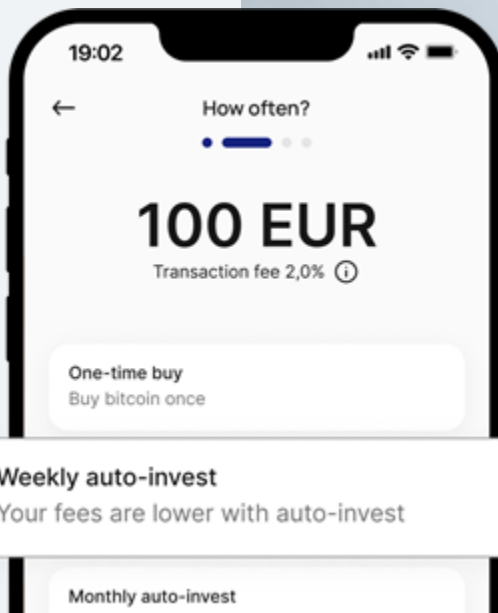 19:02
How often?
100 EUR
Transaction fee 2,0%
One-time buy
Buy bitcoin once
Weekly auto-invest
Your fees are lower with auto-invest
Monthly auto-invest